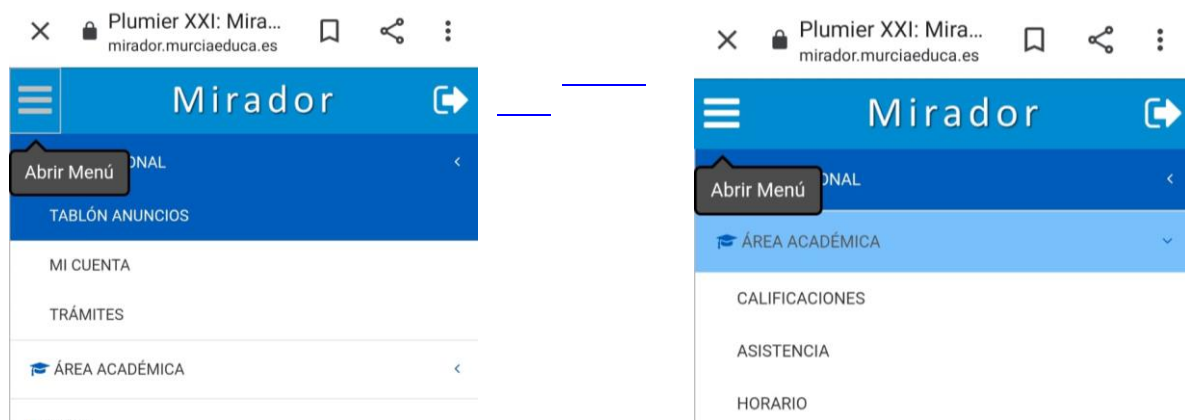 Plumier XXI: Mira...
mirador.murciaeduca.es
Mirador
ONAL
Abrir Menú
TABLÓN ANUNCIOS
MI CUENTA
TRÁMITES
ÁREA ACADÉMICA
Plumier XXI: Mira...
mirador.murciaeduca.es
Mirador
ONAL
Abrir Menú
ÁREA ACADÉMICA
CALIFICACIONES
ASISTENCIA
HORARIO